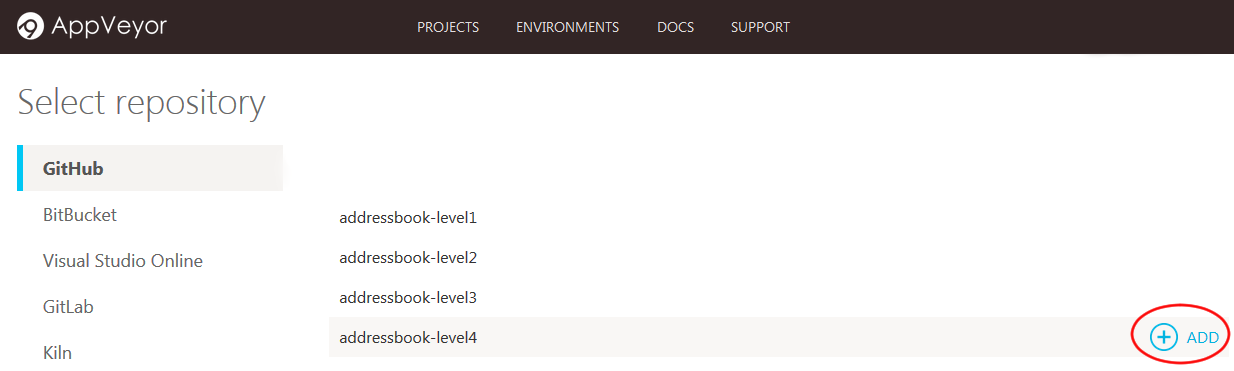 AppVeyor PROJECTS ENVIRONMENTS DOCS SUPPORT
Select repository
GitHub
BitBucket
Visual Studio Online
GitLab
Kiln
addressbook-level1
addressbook-level2
addressbook-level3
addressbook-level4 ADD